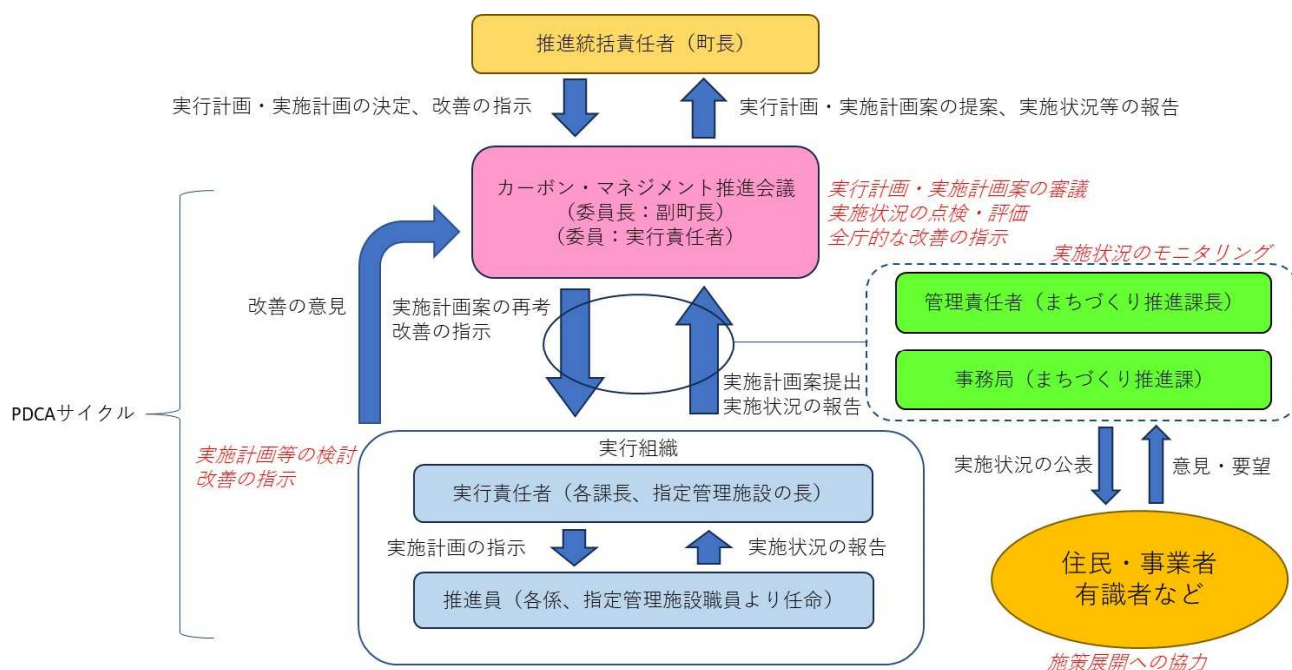 推進統括責任者（町長）
実行計画・実施計画の決定、改善の指示
実行計画・実施計画案の提案、実施状況等の報告
カーボン・マネジメント推進会議
（委員長：副町長）
（委員：実行責任者）
実行計画・実施計画案の審議
実施状況の点検・評価
全庁的な改善の指示
実施状況のモニタリング
管理責任者（まちづくり推進課長）
事務局（まちづくり推進課）
改善の意見
実施計画案の再考
改善の指示
実施計画案提出
実施状況の報告
PDCAサイクル
実施計画等の検討
改善の指示
実行組織
実行責任者（各課長、指定管理施設の長）
実施計画の指示
実施状況の報告
推進員（各係、指定管理施設職員より任命）
実施状況の公表
意見・要望
住民・事業者
有識者など
施策展開への協力